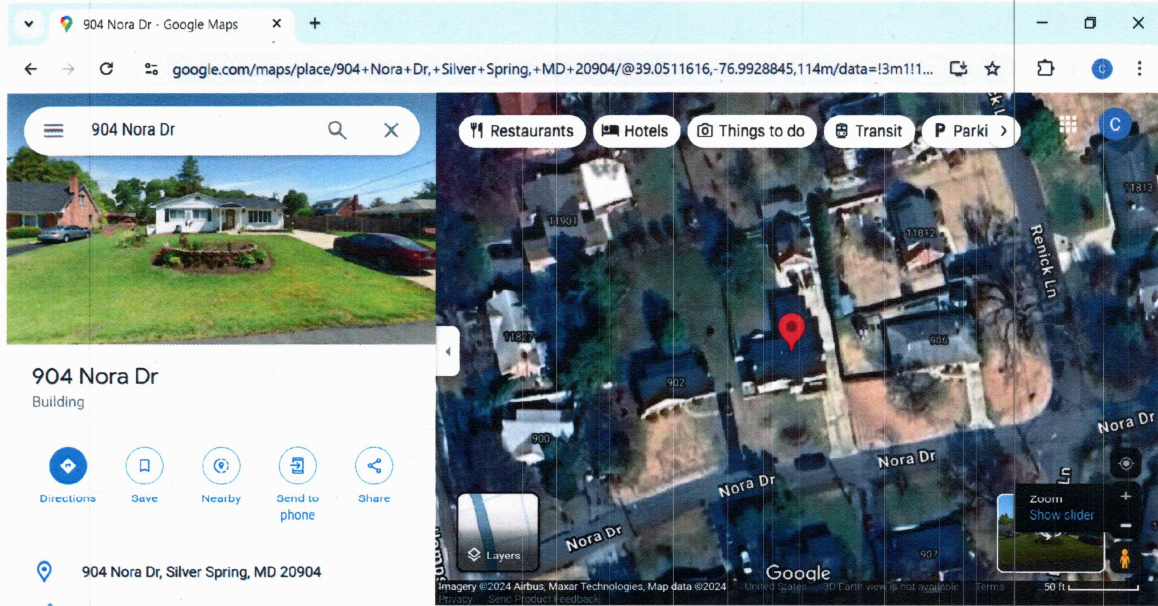 904 Nora Dr - Google Maps
google.com/maps/place/904+Nora+Dr,+Silver+Spring,+MD+20904/@39.0511616,-76.9928845,114m/data=!3m1!1...
C
904 Nora Dr
Restaurants
Hotels
Things to do
Transit
Parki
C
11813
11901
11812
Renick Ln
11827
906
902
900
Nora Dr
Nora Dr
Nora Dr
Nora Dr
907
904 Nora Dr
Building
Directions
Save
Nearby
Send to
phone
Share
904 Nora Dr, Silver Spring, MD 20904
Layers
Zoom
Show slider
Ln
Google
Imagery ©2024 Airbus, Maxar Technologies, Map data ©2024
United States
3D Earth view is not available
Terms
50 ft
Privacy
Send Product Feedback